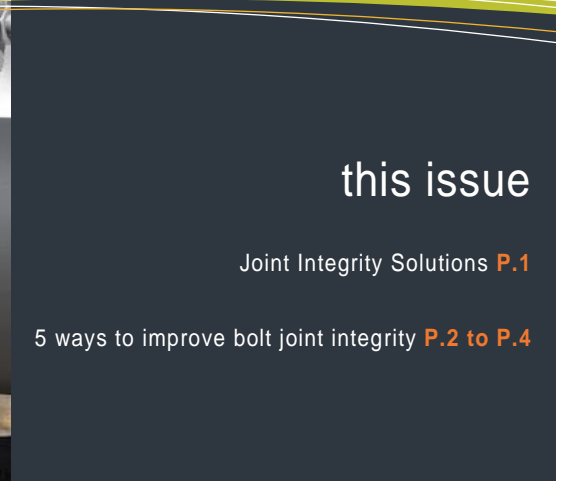 this issue
Joint Integrity Solutions P.1
5 ways to improve bolt joint integrity P.2 to P.4